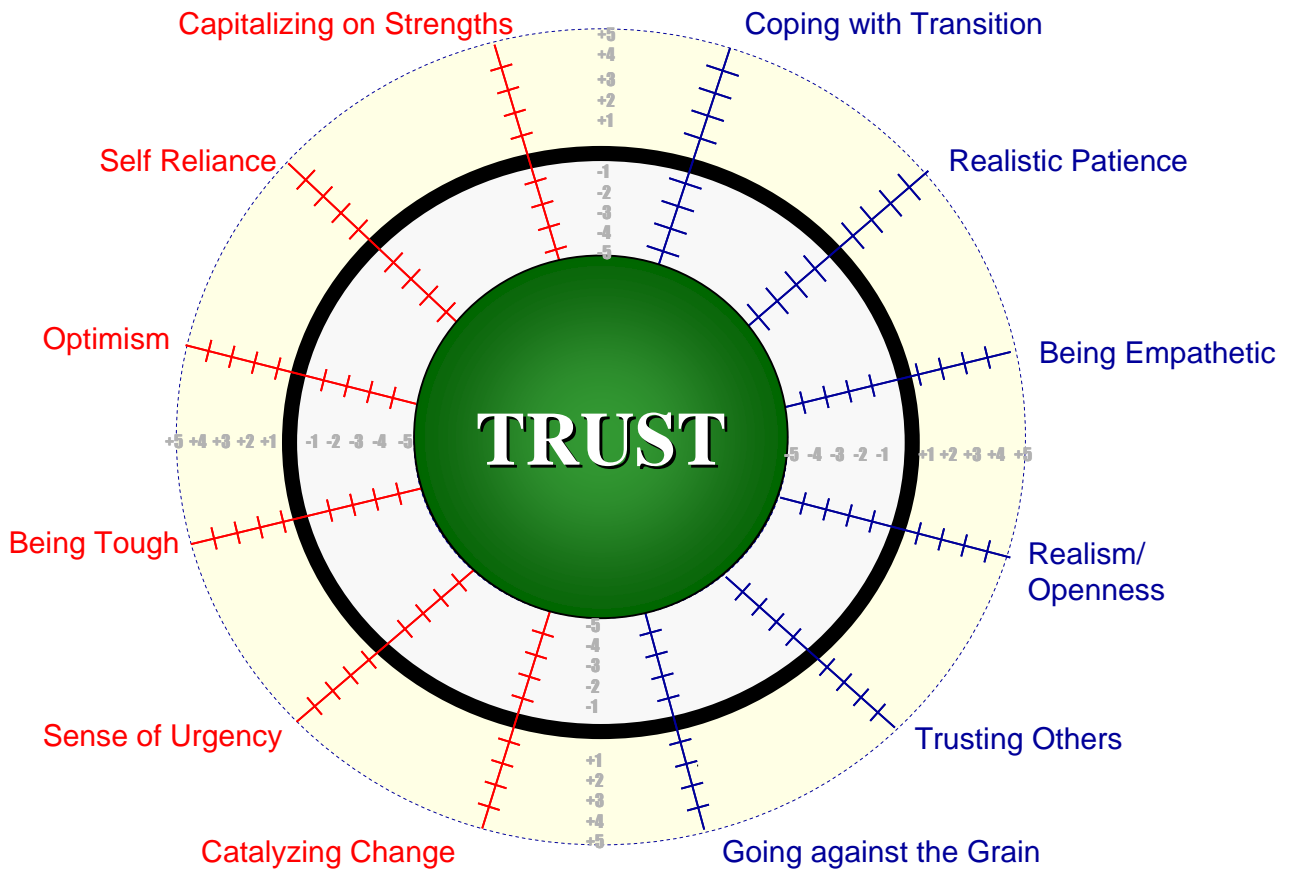 Capitalizing on Strengths
Coping with Transition
+5
+4
+3
+2
+1
Self Reliance
Realistic Patience
-1
-2
-3
-4
-5
Optimism
Being Empathetic
TRUST
+5 +4 +3 +2 +1 -1 -2 -3 -4 -5
-5 -4 -3 -2 -1 +1 +2 +3 +4 +5
Being Tough
Realism/
Openness
-5
-4
-3
-2
-1
Sense of Urgency
Trusting Others
+1
+2
+3
+4
+5
Catalyzing Change
Going against the Grain